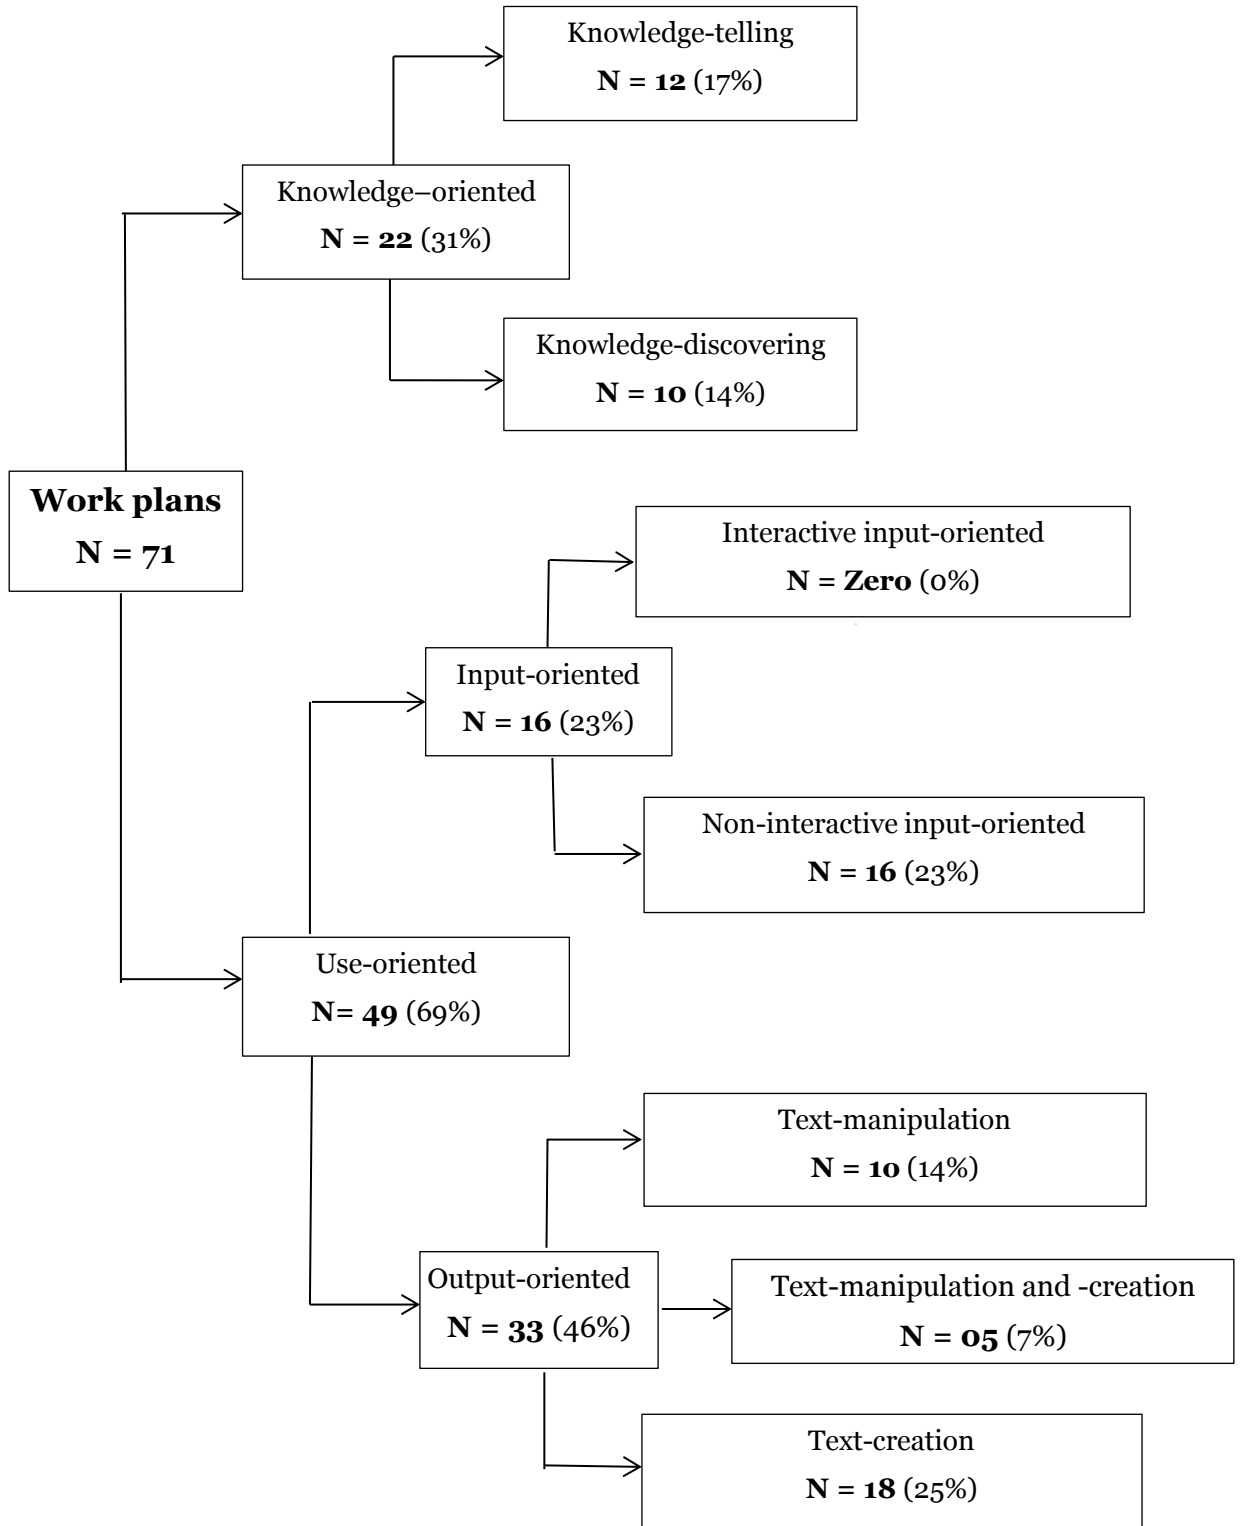 Knowledge-telling
N = 12 (17%)
Knowledge–oriented
N = 22 (31%)
Knowledge-discovering
N = 10 (14%)
Work plans
N = 71
Interactive input-oriented
N = Zero (0%)
Input-oriented
N = 16 (23%)
Non-interactive input-oriented
N = 16 (23%)
Use-oriented
N= 49 (69%)
Text-manipulation
N = 10 (14%)
Output-oriented
N = 33 (46%)
Text-manipulation and -creation
N = 05 (7%)
Text-creation
N = 18 (25%)